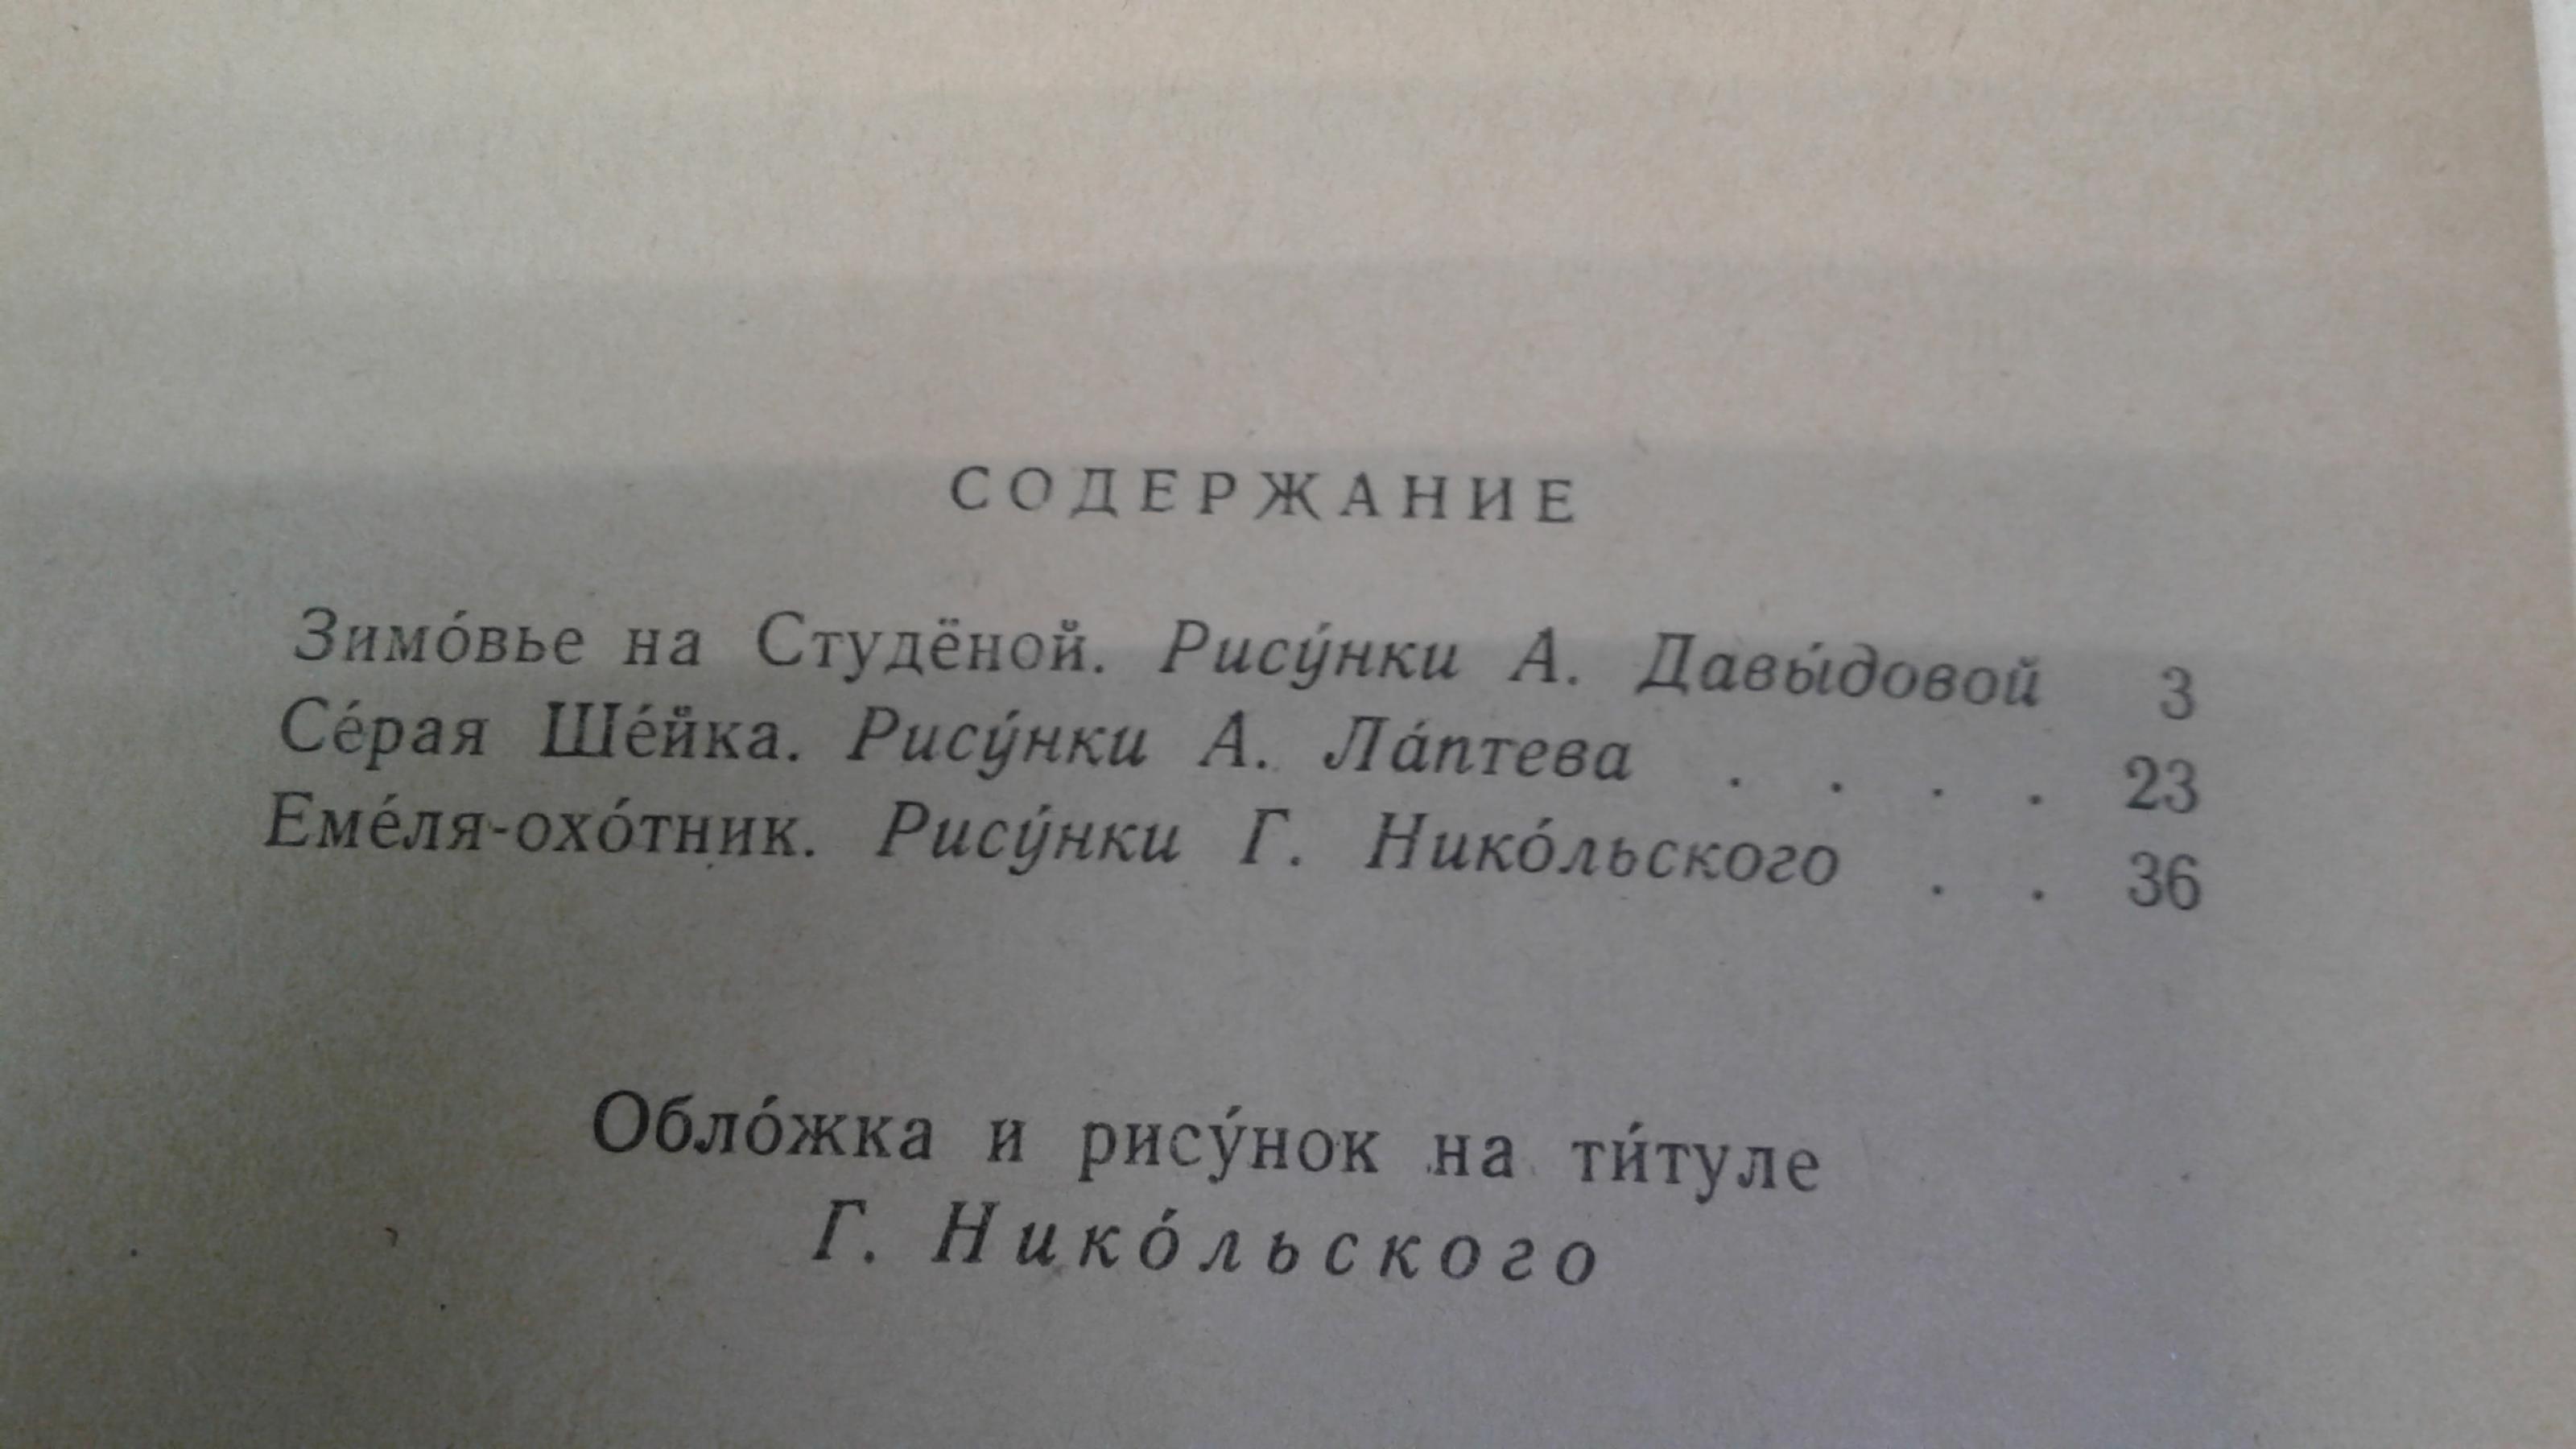 СОДЕРЖАНИЕ
Зимо́вье на Студёной. Рису́нки А. Давы́довой 3
Се́рая Ше́йка. Рису́нки А. Ла́птева . . . . 23
Еме́ля-охо́тник. Рису́нки Г. Нико́льского . . 36
Обло́жка и рису́нок на ти́туле
Г. Нико́льского